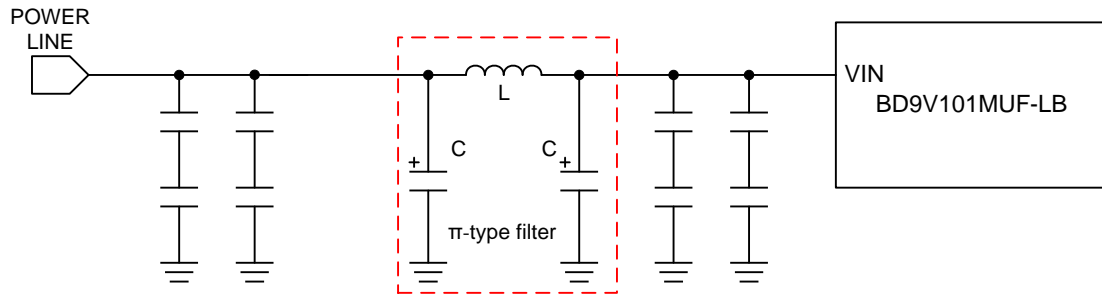 POWER
LINE
VIN
BD9V101MUF-LB
L
+ C
C +
π-type filter